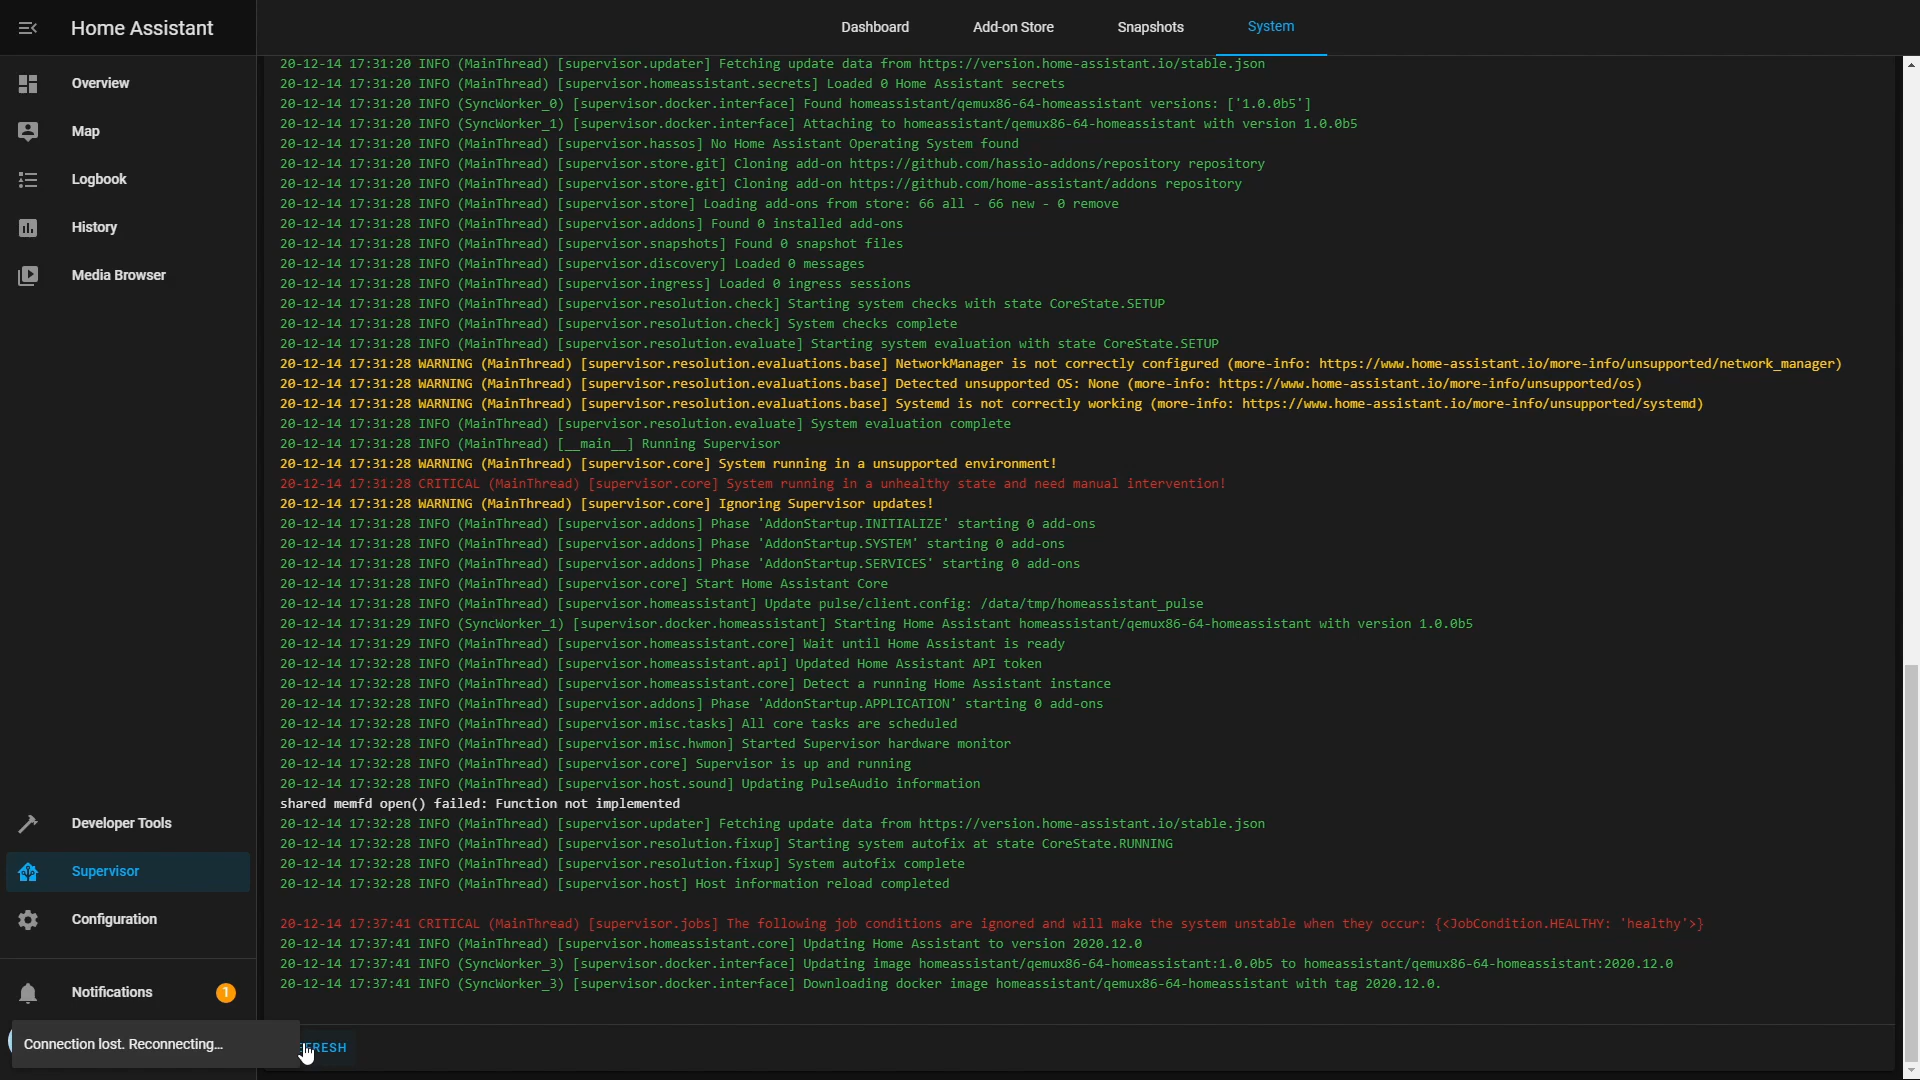 Home Assistant
Dashboard
Add-on Store
Snapshots
System
Overview
Map
Logbook
History
Media Browser
20-12-14 17:31:20 INFO (MainThread) [supervisor.updater] Fetching update data from https://version.home-assistant.io/stable.json
20-12-14 17:31:20 INFO (MainThread) [supervisor.homeassistant.secrets] Loaded 0 Home Assistant secrets
20-12-14 17:31:20 INFO (SyncWorker_0) [supervisor.docker.interface] Found homeassistant/qemux86-64-homeassistant versions: ['1.0.0b5']
20-12-14 17:31:20 INFO (SyncWorker_1) [supervisor.docker.interface] Attaching to homeassistant/qemux86-64-homeassistant with version 1.0.0b5
20-12-14 17:31:20 INFO (MainThread) [supervisor.hassos] No Home Assistant Operating System found
20-12-14 17:31:20 INFO (MainThread) [supervisor.store.git] Cloning add-on https://github.com/hassio-addons/repository repository
20-12-14 17:31:20 INFO (MainThread) [supervisor.store.git] Cloning add-on https://github.com/home-assistant/addons repository
20-12-14 17:31:28 INFO (MainThread) [supervisor.store] Loading add-ons from store: 66 all - 66 new - 0 remove
20-12-14 17:31:28 INFO (MainThread) [supervisor.addons] Found 0 installed add-ons
20-12-14 17:31:28 INFO (MainThread) [supervisor.snapshots] Found 0 snapshot files
20-12-14 17:31:28 INFO (MainThread) [supervisor.discovery] Loaded 0 messages
20-12-14 17:31:28 INFO (MainThread) [supervisor.ingress] Loaded 0 ingress sessions
20-12-14 17:31:28 INFO (MainThread) [supervisor.resolution.check] Starting system checks with state CoreState.SETUP
20-12-14 17:31:28 INFO (MainThread) [supervisor.resolution.check] System checks complete
20-12-14 17:31:28 INFO (MainThread) [supervisor.resolution.evaluate] Starting system evaluation with state CoreState.SETUP
20-12-14 17:31:28 WARNING (MainThread) [supervisor.resolution.evaluations.base] NetworkManager is not correctly configured (more-info: https://www.home-assistant.io/more-info/unsupported/network_manager)
20-12-14 17:31:28 WARNING (MainThread) [supervisor.resolution.evaluations.base] Detected unsupported OS: None (more-info: https://www.home-assistant.io/more-info/unsupported/os)
20-12-14 17:31:28 WARNING (MainThread) [supervisor.resolution.evaluations.base] Systemd is not correctly working (more-info: https://www.home-assistant.io/more-info/unsupported/systemd)
20-12-14 17:31:28 INFO (MainThread) [supervisor.resolution.evaluate] System evaluation complete
20-12-14 17:31:28 INFO (MainThread) [__main__] Running Supervisor
20-12-14 17:31:28 WARNING (MainThread) [supervisor.core] System running in a unsupported environment!
20-12-14 17:31:28 CRITICAL (MainThread) [supervisor.core] System running in a unhealthy state and need manual intervention!
20-12-14 17:31:28 WARNING (MainThread) [supervisor.core] Ignoring Supervisor updates!
20-12-14 17:31:28 INFO (MainThread) [supervisor.addons] Phase 'AddonStartup.INITIALIZE' starting 0 add-ons
20-12-14 17:31:28 INFO (MainThread) [supervisor.addons] Phase 'AddonStartup.SYSTEM' starting 0 add-ons
20-12-14 17:31:28 INFO (MainThread) [supervisor.addons] Phase 'AddonStartup.SERVICES' starting 0 add-ons
20-12-14 17:31:28 INFO (MainThread) [supervisor.core] Start Home Assistant Core
20-12-14 17:31:28 INFO (MainThread) [supervisor.homeassistant] Update pulse/client.config: /data/tmp/homeassistant_pulse
20-12-14 17:31:29 INFO (SyncWorker_1) [supervisor.docker.homeassistant] Starting Home Assistant homeassistant/qemux86-64-homeassistant with version 1.0.0b5
20-12-14 17:31:29 INFO (MainThread) [supervisor.homeassistant.core] Wait until Home Assistant is ready
20-12-14 17:32:28 INFO (MainThread) [supervisor.homeassistant.api] Updated Home Assistant API token
20-12-14 17:32:28 INFO (MainThread) [supervisor.homeassistant.core] Detect a running Home Assistant instance
20-12-14 17:32:28 INFO (MainThread) [supervisor.addons] Phase 'AddonStartup.APPLICATION' starting 0 add-ons
20-12-14 17:32:28 INFO (MainThread) [supervisor.misc.tasks] All core tasks are scheduled
20-12-14 17:32:28 INFO (MainThread) [supervisor.misc.hwmon] Started Supervisor hardware monitor
20-12-14 17:32:28 INFO (MainThread) [supervisor.core] Supervisor is up and running
20-12-14 17:32:28 INFO (MainThread) [supervisor.host.sound] Updating PulseAudio information
shared memfd open() failed: Function not implemented
20-12-14 17:32:28 INFO (MainThread) [supervisor.updater] Fetching update data from https://version.home-assistant.io/stable.json
20-12-14 17:32:28 INFO (MainThread) [supervisor.resolution.fixup] Starting system autofix at state CoreState.RUNNING
20-12-14 17:32:28 INFO (MainThread) [supervisor.resolution.fixup] System autofix complete
20-12-14 17:32:28 INFO (MainThread) [supervisor.host] Host information reload completed
20-12-14 17:37:41 CRITICAL (MainThread) [supervisor.jobs] The following job conditions are ignored and will make the system unstable when they occur: {<JobCondition.HEALTHY: 'healthy'>}
20-12-14 17:37:41 INFO (MainThread) [supervisor.homeassistant.core] Updating Home Assistant to version 2020.12.0
20-12-14 17:37:41 INFO (SyncWorker_3) [supervisor.docker.interface] Updating image homeassistant/qemux86-64-homeassistant:1.0.0b5 to homeassistant/qemux86-64-homeassistant:2020.12.0
20-12-14 17:37:41 INFO (SyncWorker_3) [supervisor.docker.interface] Downloading docker image homeassistant/qemux86-64-homeassistant with tag 2020.12.0.
Developer Tools
Supervisor
Configuration
Notifications
1
Connection lost. Reconnecting...